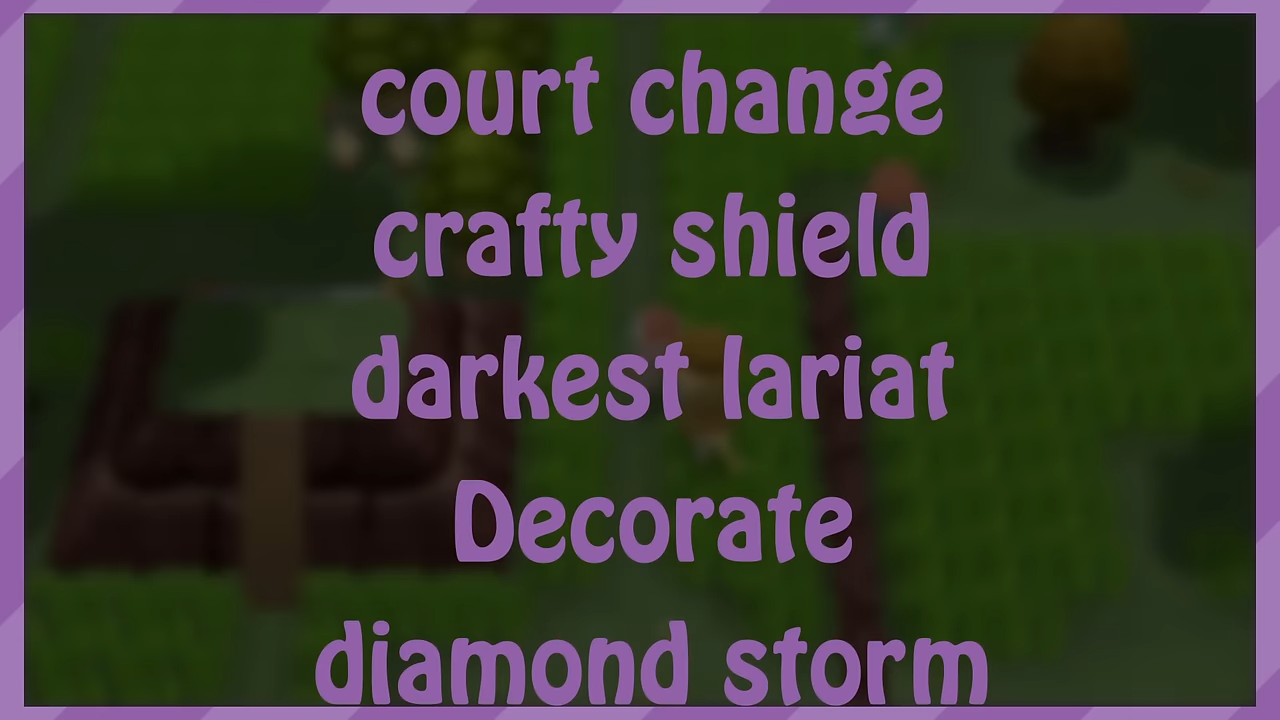 court change
crafty shield
darkest lariat
Decorate
diamond storm